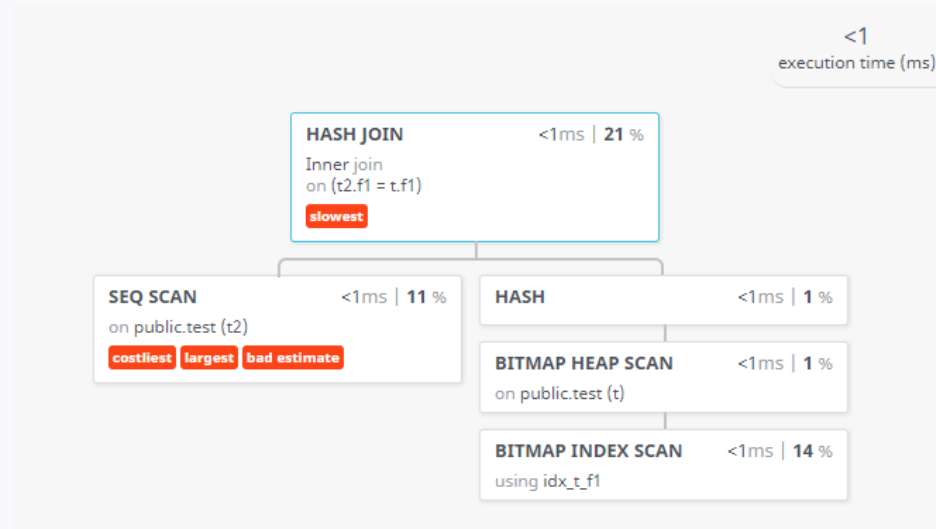 <1
execution time (ms)
HASH JOIN <1ms | 21 %
Inner join
on (t2.f1 = t.f1)
slowest
SEQ SCAN <1ms | 11 %
on public.test (t2)
costliest largest bad estimate
HASH <1ms | 1 %
BITMAP HEAP SCAN <1ms | 1 %
on public.test (t)
BITMAP INDEX SCAN <1ms | 14 %
using idx_t_f1